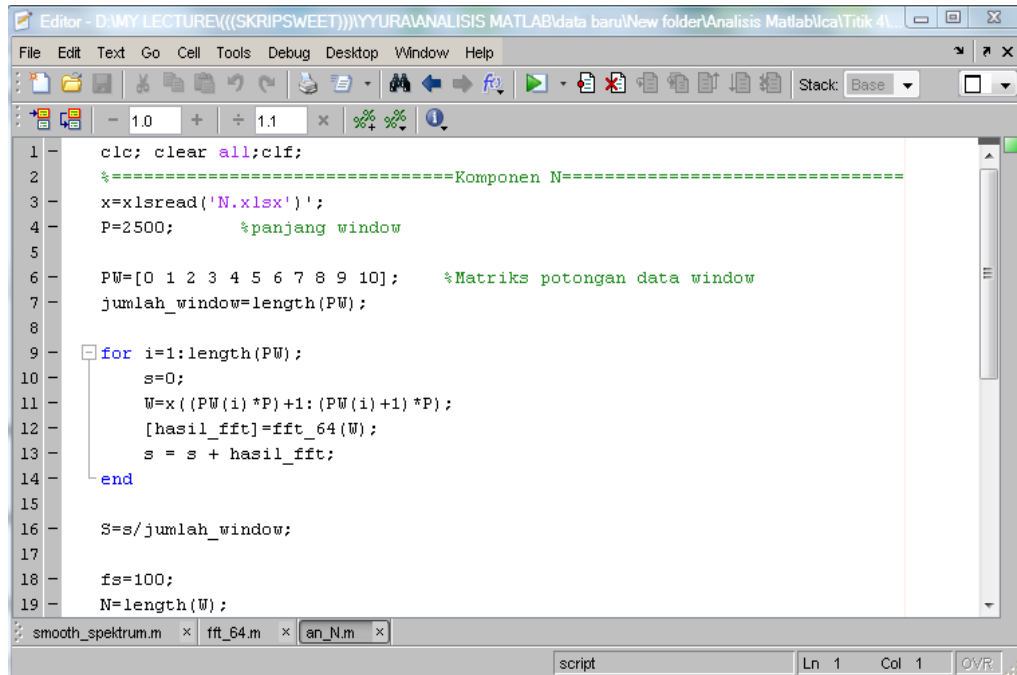 Editor - D:\MY LECTURE\(((SKRIPSWEET)))\YYURA\ANALISIS MATLAB\data baru\New folder\Analisis Matlab\Ica\Titik 4\...
File Edit Text Go Cell Tools Debug Desktop Window Help
Stack: Base
- 1.0 + ÷ 1.1 ×
1 - clc; clear all;clf;
2 %================================Komponen N================================
3 - x=xlsread('N.xlsx')';
4 - P=2500; %panjang window
5
6 - PW=[0 1 2 3 4 5 6 7 8 9 10]; %Matriks potongan data window
7 - jumlah_window=length(PW);
8
9 - for i=1:length(PW);
10 - s=0;
11 - W=x((PW(i)*P)+1:(PW(i)+1)*P);
12 - [hasil_fft]=fft_64(W);
13 - s = s + hasil_fft;
14 - end
15
16 - S=s/jumlah_window;
17
18 - fs=100;
19 - N=length(W);
smooth_spektrum.m × fft_64.m × an_N.m ×
script Ln 1 Col 1 OVR